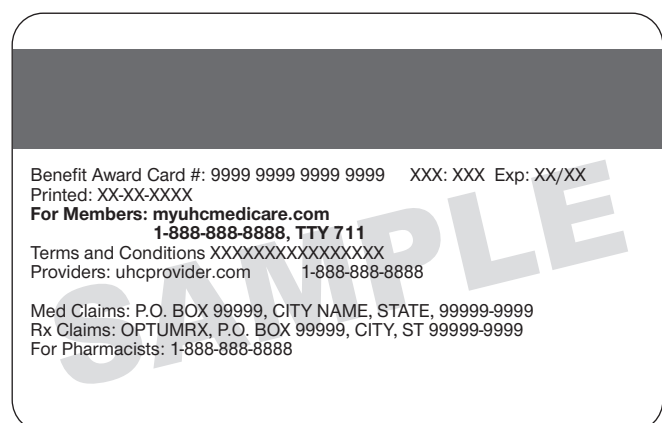 Benefit Award Card #: 9999 9999 9999 9999 XXX: XXX Exp: XX/XX
Printed: XX-XX-XXXX
For Members: myuhcmedicare.com
1-888-888-8888, TTY 711
Terms and Conditions XXXXXXXXXXXXXXXX
Providers: uhcprovider.com 1-888-888-8888
Med Claims: P.O. BOX 99999, CITY NAME, STATE, 99999-9999
Rx Claims: OPTUMRX, P.O. BOX 99999, CITY, ST 99999-9999
For Pharmacists: 1-888-888-8888
SAMPLE